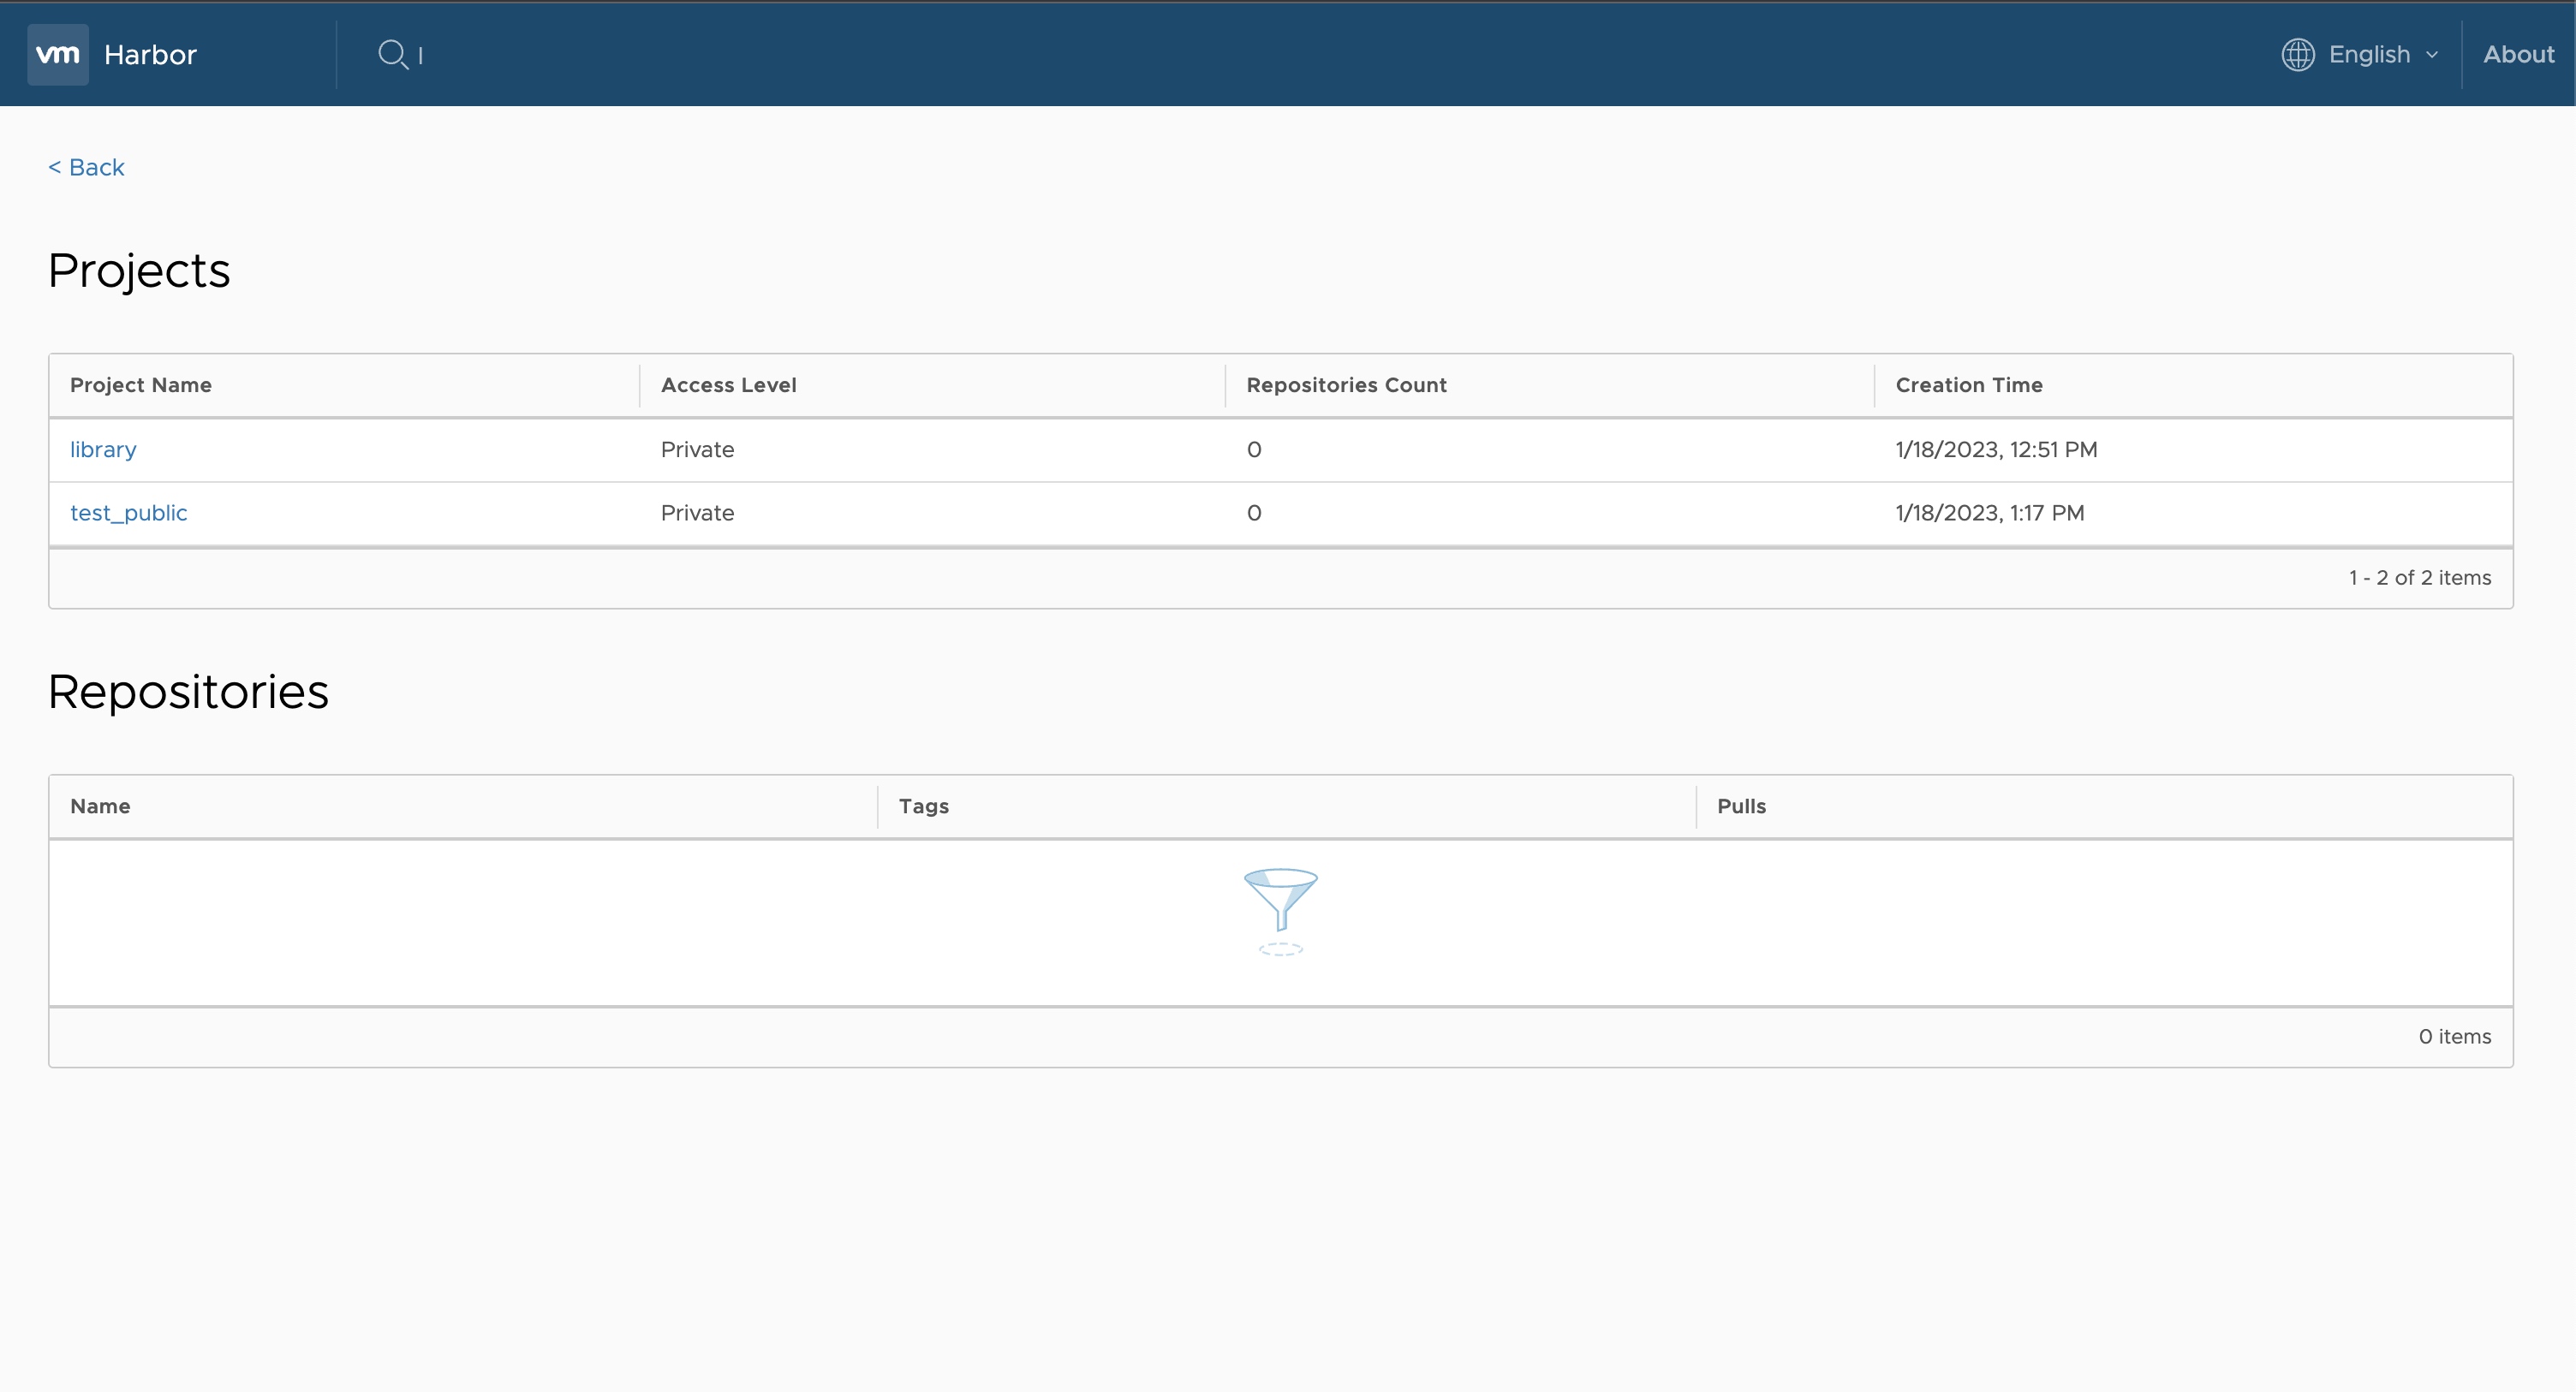 vm Harbor l English About
< Back
Projects
Project Name Access Level Repositories Count Creation Time
library Private 0 1/18/2023, 12:51 PM
test_public Private 0 1/18/2023, 1:17 PM
1 - 2 of 2 items
Repositories
Name Tags Pulls
0 items